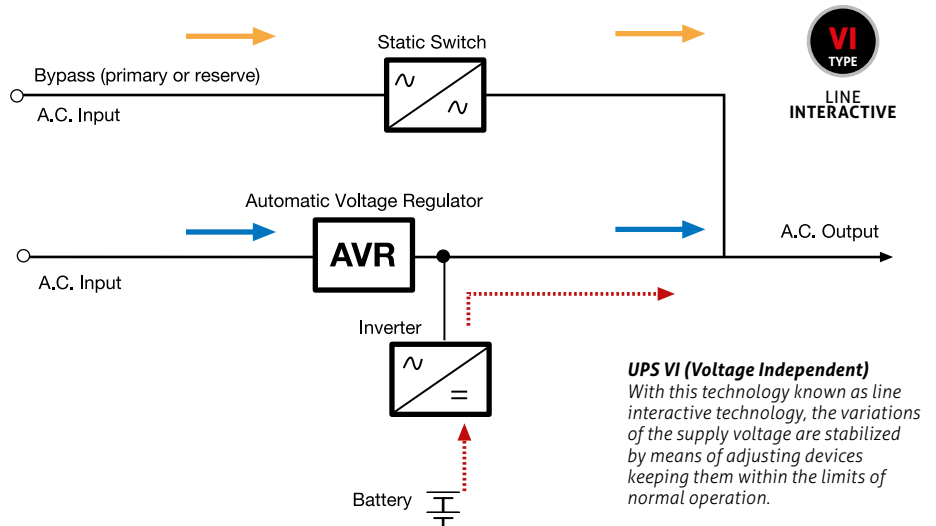 Static Switch
VI
TYPE
LINE
INTERACTIVE
Bypass (primary or reserve)
A.C. Input
Automatic Voltage Regulator
AVR
A.C. Output
A.C. Input
Inverter
UPS VI (Voltage Independent)
With this technology known as line
interactive technology, the variations
of the supply voltage are stabilized
by means of adjusting devices
keeping them within the limits of
normal operation.
Battery